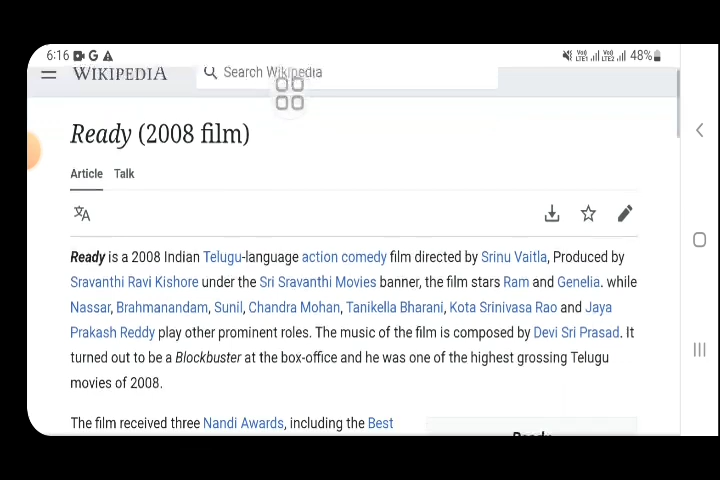 6:16 G Vo) LTE1 Vo) LTE2 48%
WIKIPEDIA Search Wikipedia
Ready (2008 film)
Article Talk
Ready is a 2008 Indian Telugu-language action comedy film directed by Srinu Vaitla, Produced by
Sravanthi Ravi Kishore under the Sri Sravanthi Movies banner, the film stars Ram and Genelia. while
Nassar, Brahmanandam, Sunil, Chandra Mohan, Tanikella Bharani, Kota Srinivasa Rao and Jaya
Prakash Reddy play other prominent roles. The music of the film is composed by Devi Sri Prasad. It
turned out to be a Blockbuster at the box-office and he was one of the highest grossing Telugu
movies of 2008.
The film received three Nandi Awards, including the Best
Ready